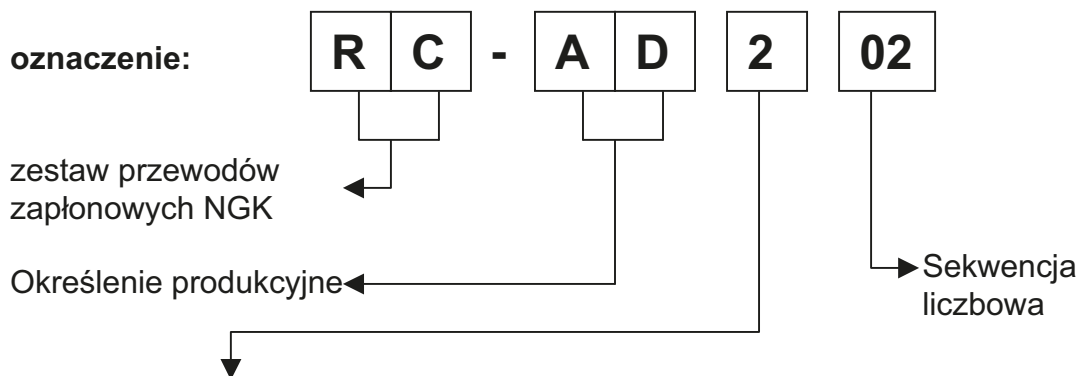 oznaczenie: R C - A D 2 02
zestaw przewodów
zapłonowych NGK
Określenie produkcyjne
Sekwencja
liczbowa